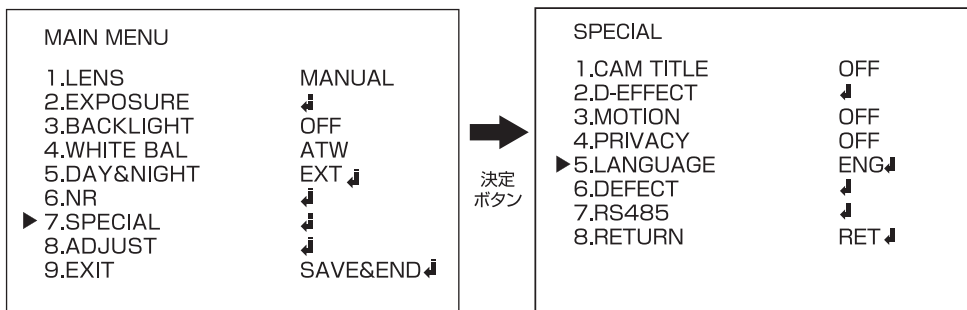 MAIN MENU
1.LENS MANUAL
2.EXPOSURE ↲
3.BACKLIGHT OFF
4.WHITE BAL ATW
5.DAY&NIGHT EXT↲
6.NR ↲
▶7.SPECIAL ↲
8.ADJUST ↲
9.EXIT SAVE&END↲
決定
ボタン
SPECIAL
1.CAM TITLE OFF
2.D-EFFECT ↲
3.MOTION OFF
4.PRIVACY OFF
▶5.LANGUAGE ENG↲
6.DEFECT ↲
7.RS485 ↲
8.RETURN RET↲